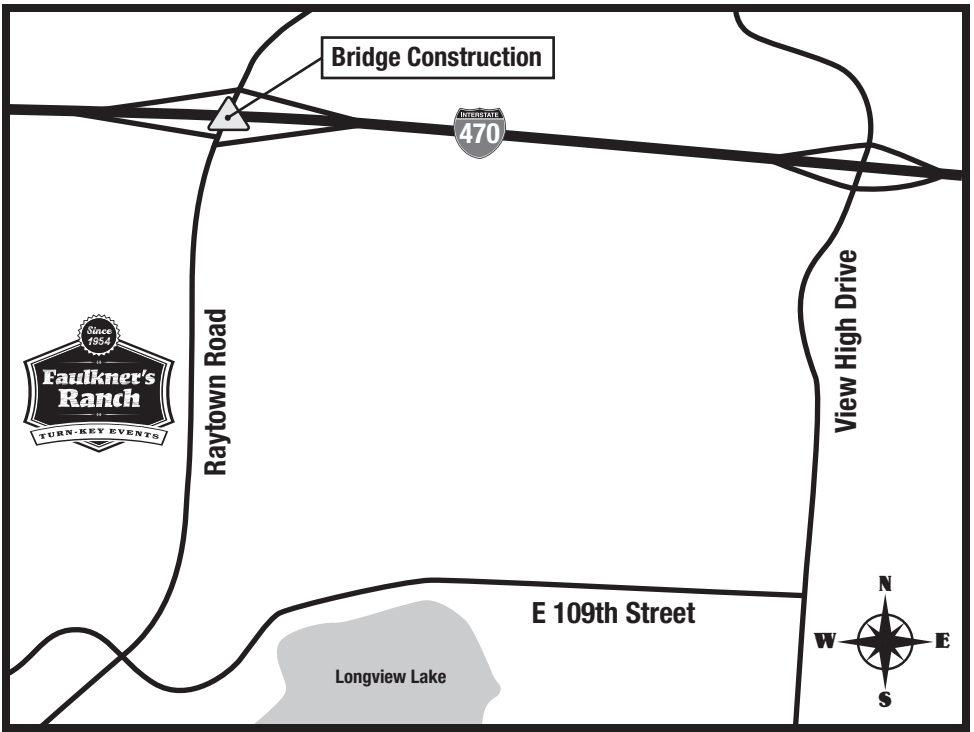 Bridge Construction
INTERSTATE
470
View High Drive
Raytown Road
Since
1954
Faulkner's
Ranch
TURN-KEY EVENTS
E 109th Street
Longview Lake
N
W
E
S